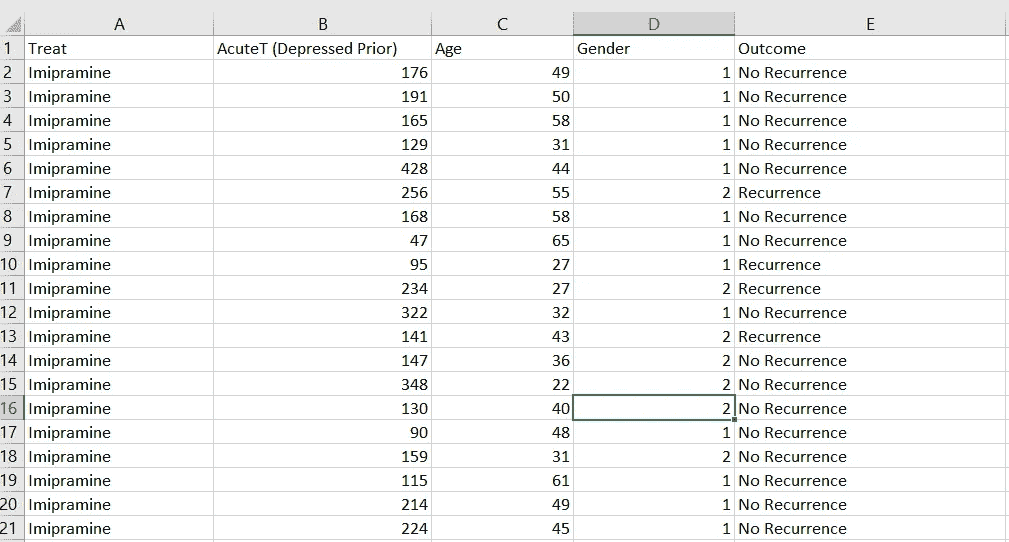 A B C D E
1 Treat AcuteT (Depressed Prior) Age Gender Outcome
2 Imipramine 176 49 1 No Recurrence
3 Imipramine 191 50 1 No Recurrence
4 Imipramine 165 58 1 No Recurrence
5 Imipramine 129 31 1 No Recurrence
6 Imipramine 428 44 1 No Recurrence
7 Imipramine 256 55 2 Recurrence
8 Imipramine 168 58 1 No Recurrence
9 Imipramine 47 65 1 No Recurrence
10 Imipramine 95 27 1 Recurrence
11 Imipramine 234 27 2 Recurrence
12 Imipramine 322 32 1 No Recurrence
13 Imipramine 141 43 2 Recurrence
14 Imipramine 147 36 2 No Recurrence
15 Imipramine 348 22 2 No Recurrence
16 Imipramine 130 40 2 No Recurrence
17 Imipramine 90 48 1 No Recurrence
18 Imipramine 159 31 2 No Recurrence
19 Imipramine 115 61 1 No Recurrence
20 Imipramine 214 49 1 No Recurrence
21 Imipramine 224 45 1 No Recurrence